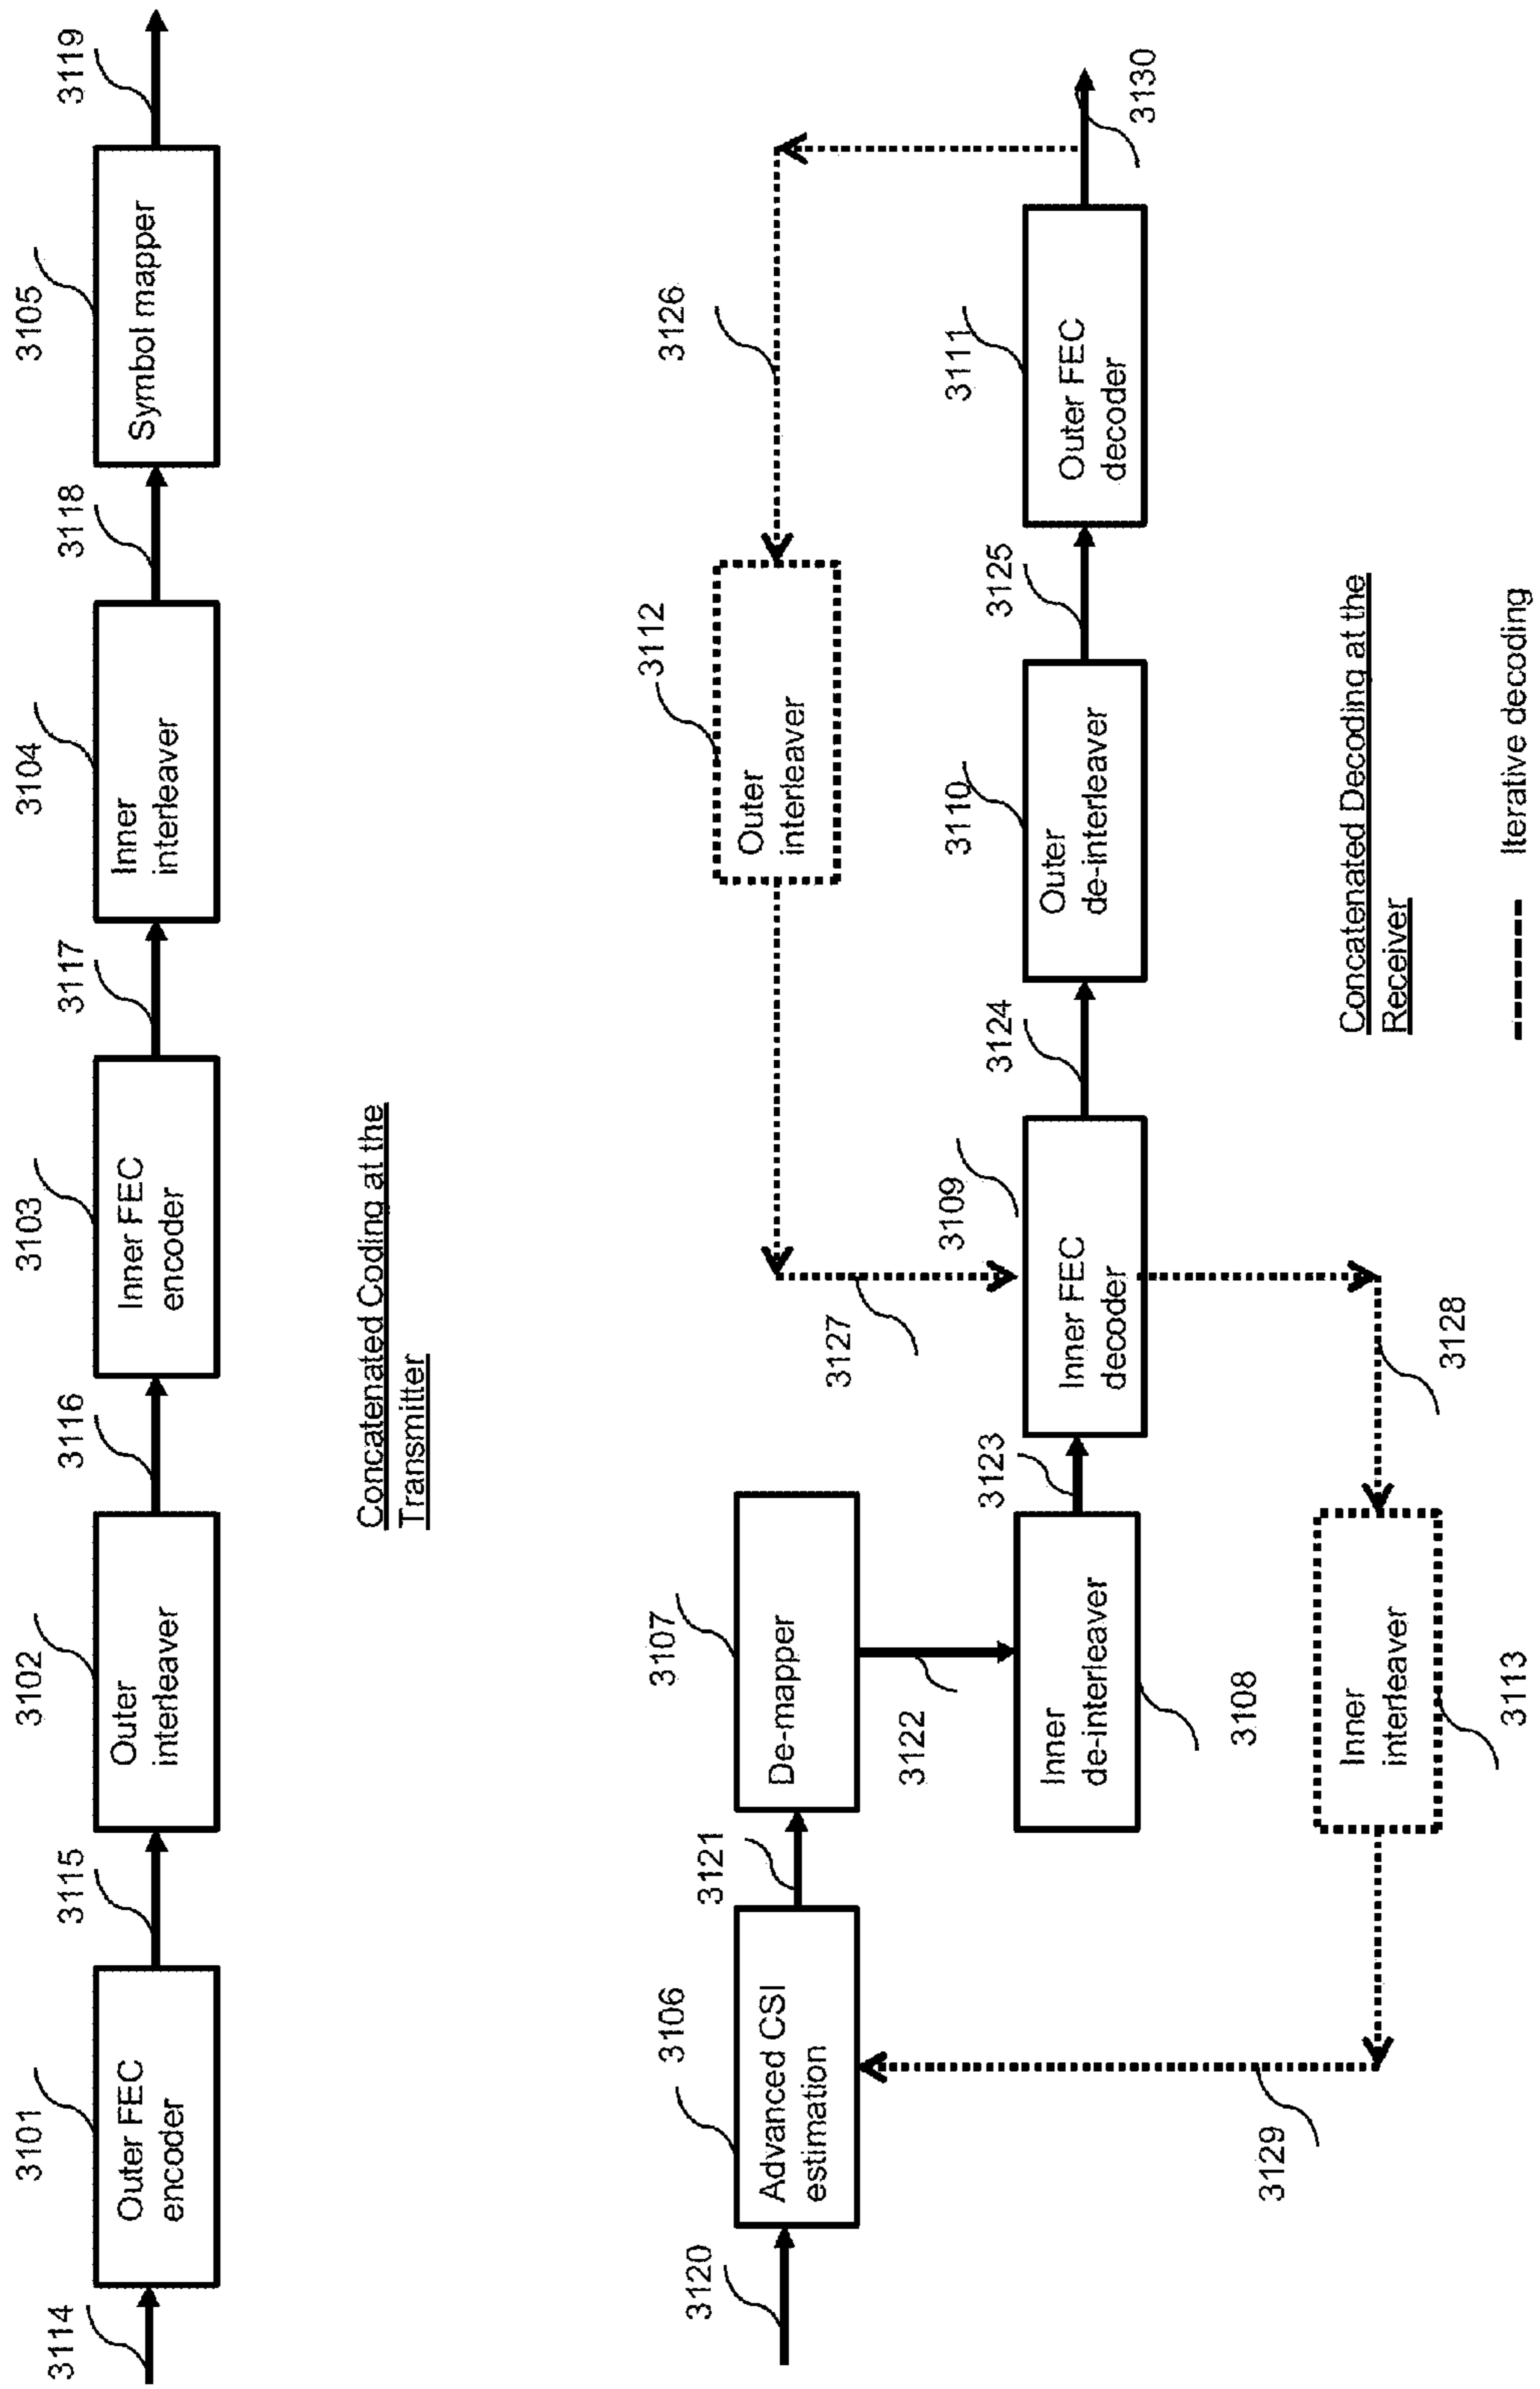 3114
3101
Outer FEC
encoder
3115
3102
Outer
interleaver
3116
3103
Inner FEC
encoder
3117
3104
Inner
interleaver
3118
3105
Symbol mapper
3119
Concatenated Coding at the
Transmitter
3120
3106
Advanced CSI
estimation
3121
3107
De-mapper
3122
Inner
de-interleaver
3108
3123
3109
Inner FEC
decoder
3124
3110
Outer
de-interleaver
3125
3111
Outer FEC
decoder
3130
3126
3112
Outer
interleaver
3127
3128
Inner
interleaver
3113
3129
Concatenated Decoding at the
Receiver
Iterative decoding